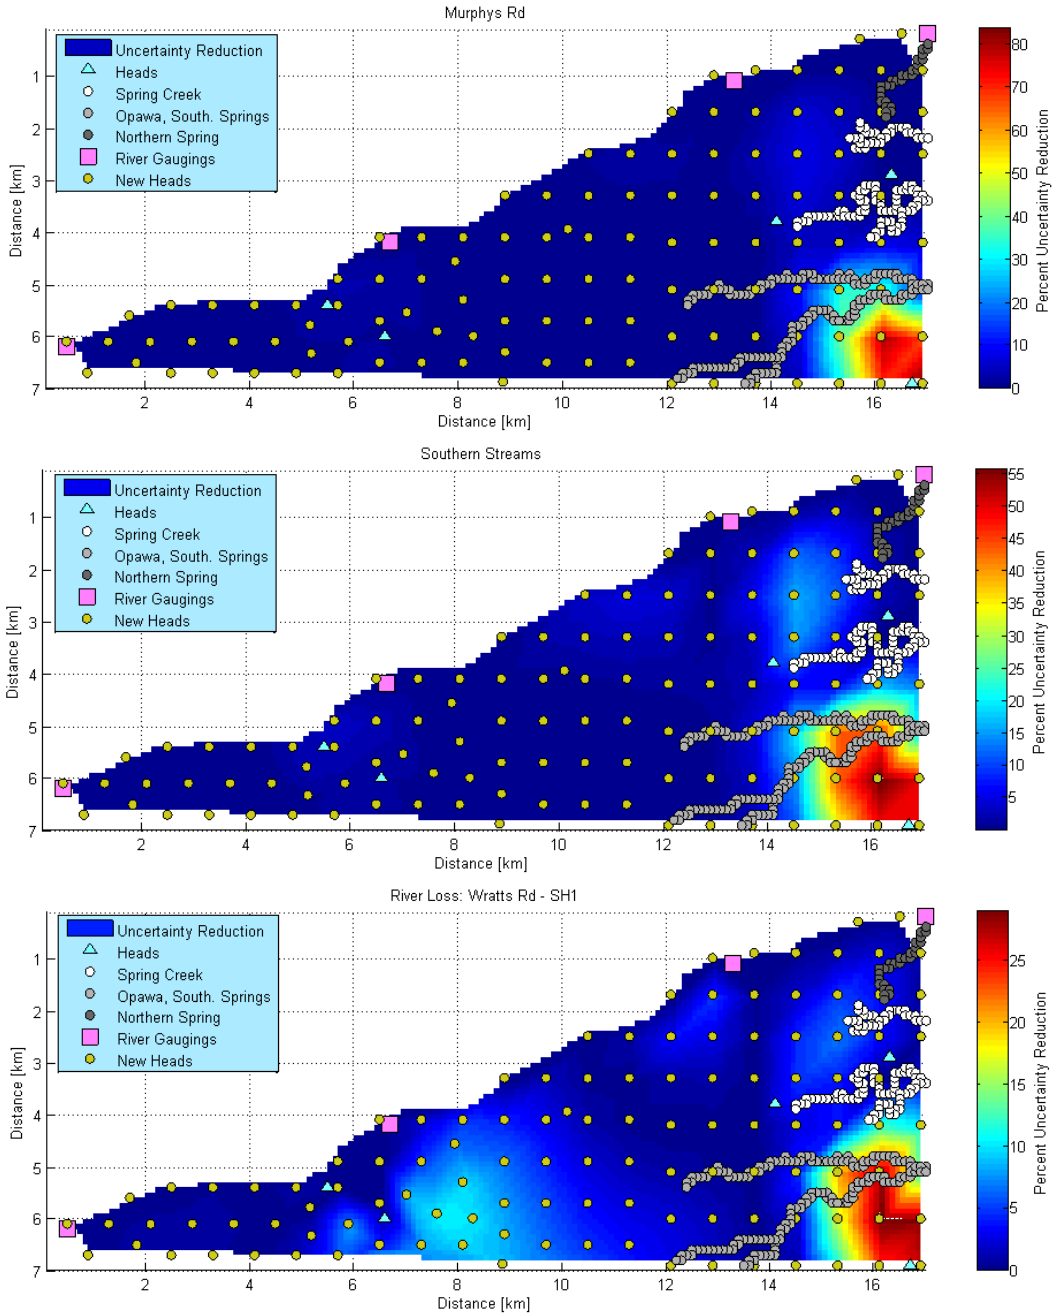 Murphys Rd
Uncertainty Reduction
Heads
Spring Creek
Opawa, South. Springs
Northern Spring
River Gaugings
New Heads
1
2
3
4
5
6
7
Distance [km]
2
4
6
8
10
12
14
16
Distance [km]
80
70
60
50
40
30
20
10
0
Percent Uncertainty Reduction
Southern Streams
Uncertainty Reduction
Heads
Spring Creek
Opawa, South. Springs
Northern Spring
River Gaugings
New Heads
1
2
3
4
5
6
7
Distance [km]
2
4
6
8
10
12
14
16
Distance [km]
55
50
45
40
35
30
25
20
15
10
5
Percent Uncertainty Reduction
River Loss: Wratts Rd - SH1
Uncertainty Reduction
Heads
Spring Creek
Opawa, South. Springs
Northern Spring
River Gaugings
New Heads
1
2
3
4
5
6
7
Distance [km]
2
4
6
8
10
12
14
16
Distance [km]
25
20
15
10
5
0
Percent Uncertainty Reduction